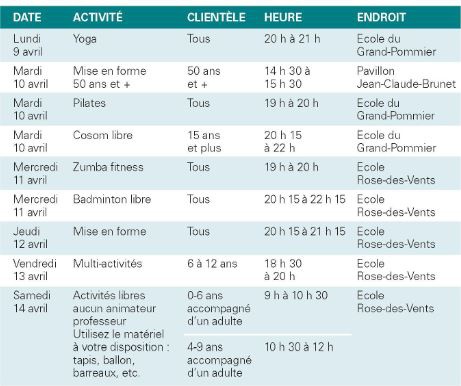 DATE ACTIVITÉ CLIENTÈLE HEURE ENDROIT
Lundi Yoga Tous 20 h à 21 h Ecole du
9 avril Grand-Pommier
Mardi Mise en forme 50 ans 14 h 30 à Pavillon
10 avril 50 ans et + et + 15 h 30 Jean-Claude-Brunet
Mardi Pilates Tous 19 h à 20 h Ecole du
10 avril Grand-Pommier
Mardi Cosom libre 15 ans 20 h 15 Ecole du
10 avril et plus à 22 h Grand-Pommier
Mercredi Zumba fitness Tous 19 h à 20 h Ecole
11 avril Rose-des-Vents
Mercredi Badminton libre Tous 20 h 15 à 22 h 15 Ecole
11 avril Rose-des-Vents
Jeudi Mise en forme Tous 20 h 15 à 21 h 15 Ecole
12 avril Rose-des-Vents
Vendredi Multi-activités 6 à 12 ans 18 h 30 Ecole
13 avril à 20 h Rose-des-Vents
Samedi Activités libres 0-6 ans 9 h à 10 h 30 Ecole
14 avril aucun animateur accompagné Rose-des-Vents
professeur d'un adulte
Utilisez le matériel
à votre disposition : 4-9 ans 10 h 30 à 12 h
tapis, ballon, accompagné
barreaux, etc. d'un adulte